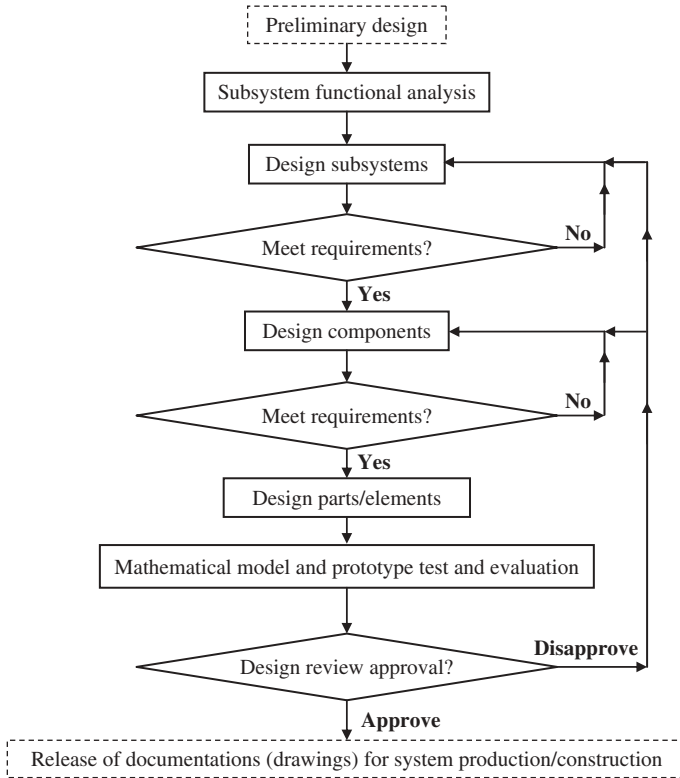 Preliminary design
Subsystem functional analysis
Design subsystems
Meet requirements?
No
Yes
Design components
Meet requirements?
No
Yes
Design parts/elements
Mathematical model and prototype test and evaluation
Disapprove
Design review approval?
Approve
Release of documentations (drawings) for system production/construction